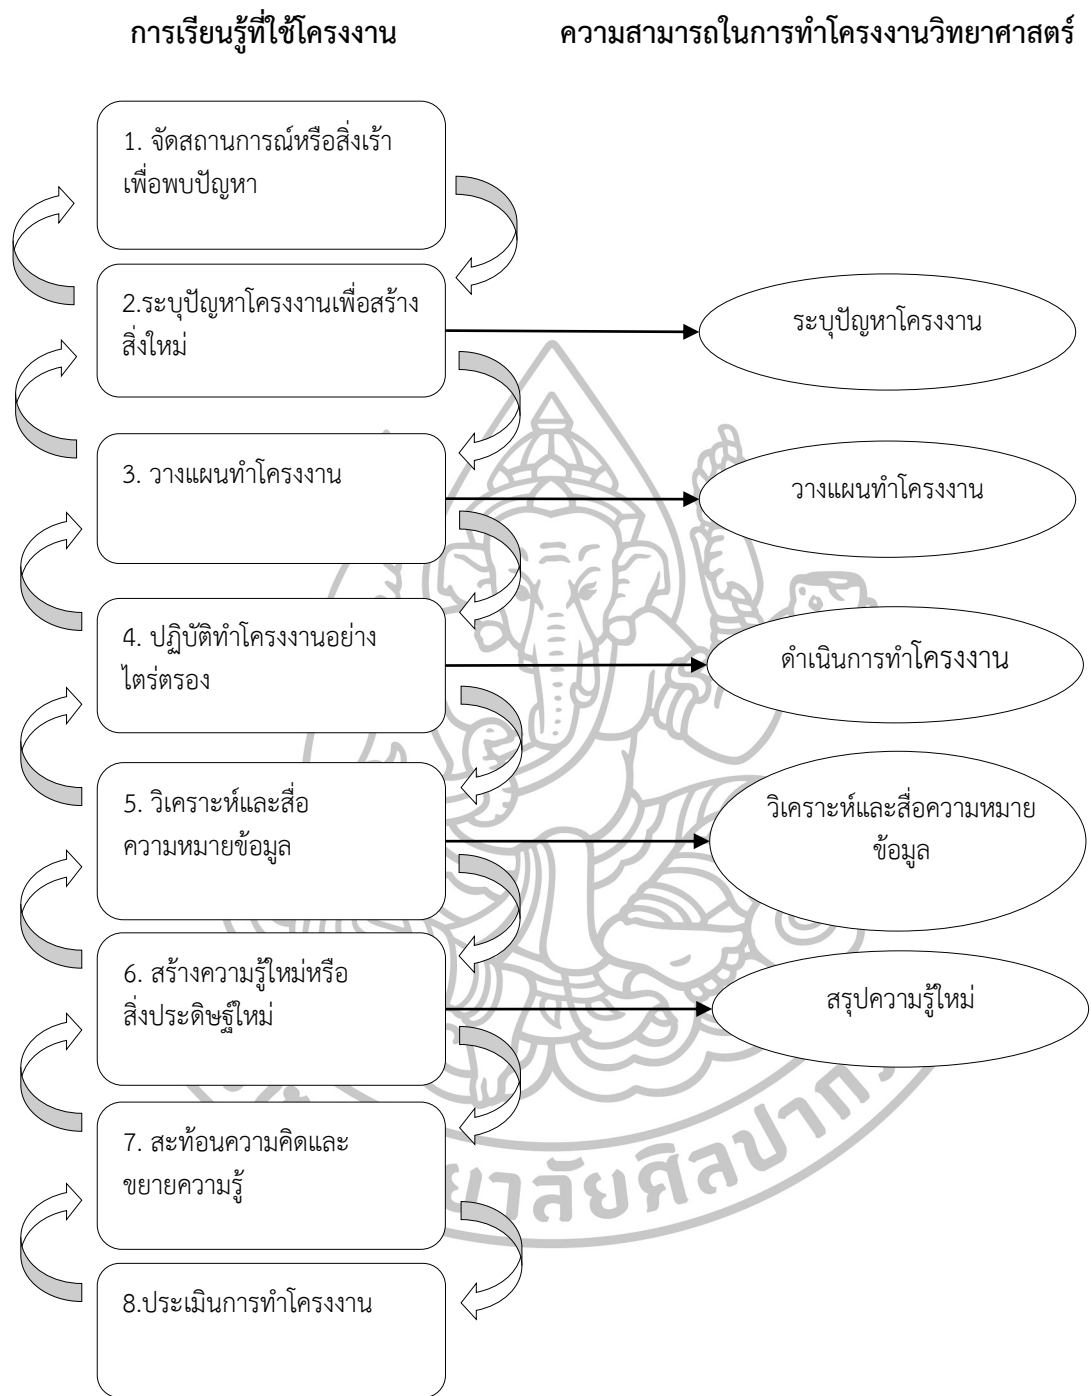 การเรียนรู้ที่ใช้โครงงาน
ความสามารถในการทำโครงงานวิทยาศาสตร์
1. จัดสถานการณ์หรือสิ่งเร้า
เพื่อพบปัญหา
2.ระบุปัญหาโครงงานเพื่อสร้าง
สิ่งใหม่
ระบุปัญหาโครงงาน
3. วางแผนทำโครงงาน
วางแผนทำโครงงาน
4. ปฏิบัติทำโครงงานอย่าง
ไตร่ตรอง
ดำเนินการทำโครงงาน
5. วิเคราะห์และสื่อ
ความหมายข้อมูล
วิเคราะห์และสื่อความหมาย
ข้อมูล
6. สร้างความรู้ใหม่หรือ
สิ่งประดิษฐ์ใหม่
สรุปความรู้ใหม่
7. สะท้อนความคิดและ
ขยายความรู้
8.ประเมินการทำโครงงาน